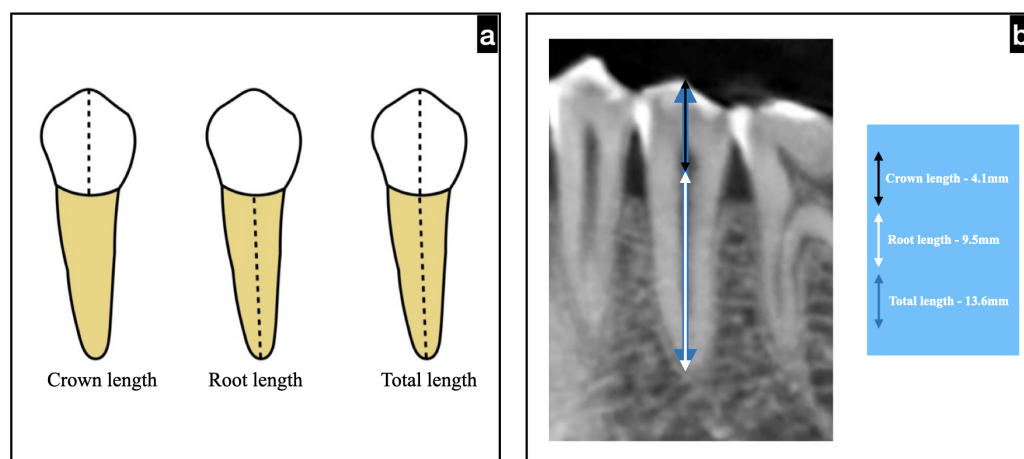 a
Crown length
Root length
Total length
b
Crown length - 4.1mm
Root length - 9.5mm
Total length - 13.6mm